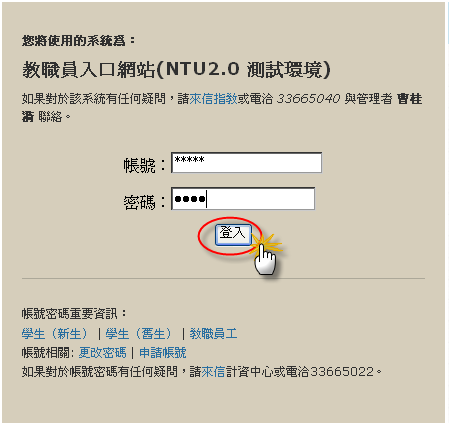 您將使用的系統為：
教職員入口網站(NTU2.0 測試環境)
如果對於該系統有任何疑問，請來信指教或電洽 33665040 與管理者 曹桂
漪 聯絡。
帳號：*****
密碼：●●●●
登入
帳號密碼重要資訊：
學生（新生）|學生（舊生）|教職員工
帳號相關: 更改密碼|申請帳號
如果對於帳號密碼有任何疑問，請來信計資中心或電洽33665022。